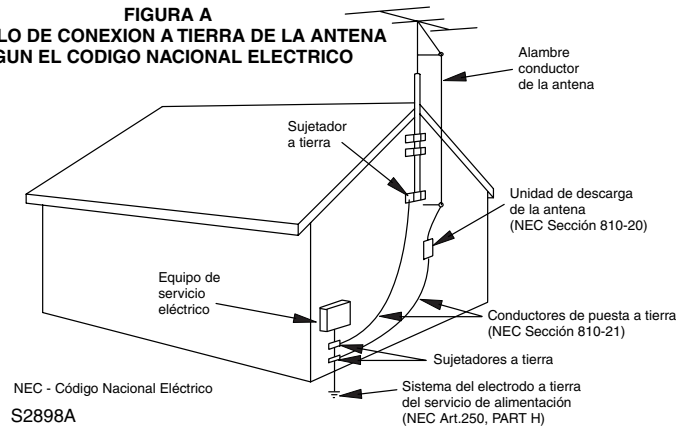 FIGURA A
LO DE CONEXION A TIERRA DE LA ANTENA
GUN EL CODIGO NACIONAL ELECTRICO
Alambre
conductor
de la antena
Sujetador
a tierra
Unidad de descarga
de la antena
(NEC Sección 810-20)
Equipo de
servicio
eléctrico
Conductores de puesta a tierra
(NEC Sección 810-21)
Sujetadores a tierra
NEC - Código Nacional Eléctrico
Sistema del electrodo a tierra
del servicio de alimentación
(NEC Art.250, PART H)
S2898A